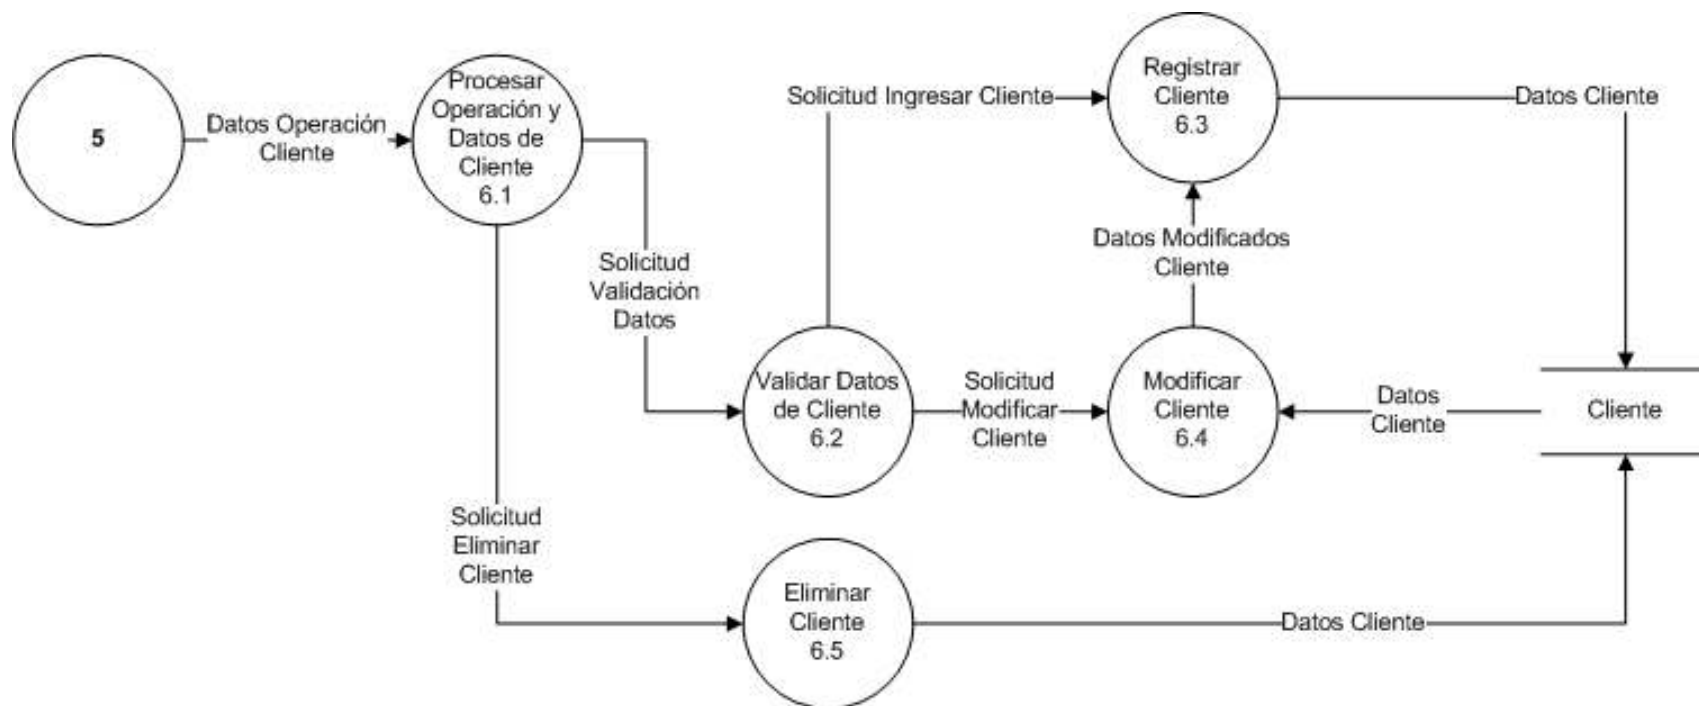 5
Datos Operación
Cliente
Procesar
Operación y
Datos de
Cliente
6.1
Solicitud Ingresar Cliente
Registrar
Cliente
6.3
Datos Cliente
Datos Modificados
Cliente
Solicitud
Validación
Datos
Validar Datos
de Cliente
6.2
Solicitud
Modificar
Cliente
Modificar
Cliente
6.4
Datos
Cliente
Cliente
Solicitud
Eliminar
Cliente
Eliminar
Cliente
6.5
Datos Cliente